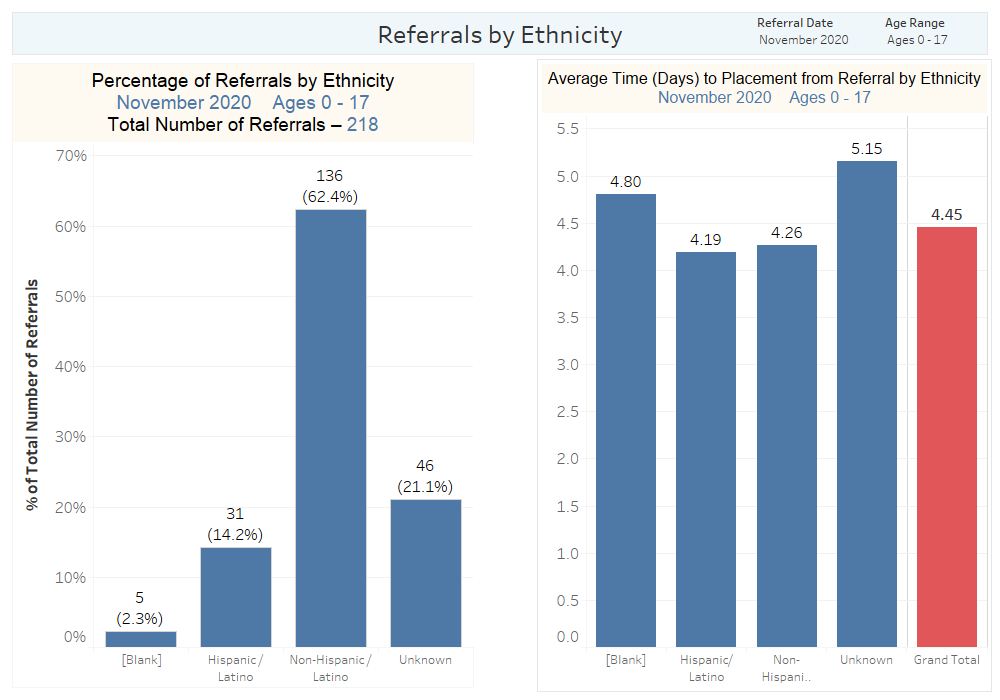 Referrals by Ethnicity
Referral Date
November 2020
Age Range
Ages 0 - 17
Percentage of Referrals by Ethnicity
November 2020 Ages 0 - 17
Total Number of Referrals – 218
% of Total Number of Referrals
70%
60%
50%
40%
30%
20%
10%
0%
5
(2.3%)
31
(14.2%)
136
(62.4%)
46
(21.1%)
[Blank]
Hispanic/
Latino
Non-Hispanic/
Latino
Unknown
Average Time (Days) to Placement from Referral by Ethnicity
November 2020 Ages 0 - 17
5.5
5.0
4.5
4.0
3.5
3.0
2.5
2.0
1.5
1.0
0.5
0.0
4.80
4.19
4.26
5.15
4.45
[Blank]
Hispanic/
Latino
Non-
Hispani..
Unknown
Grand Total